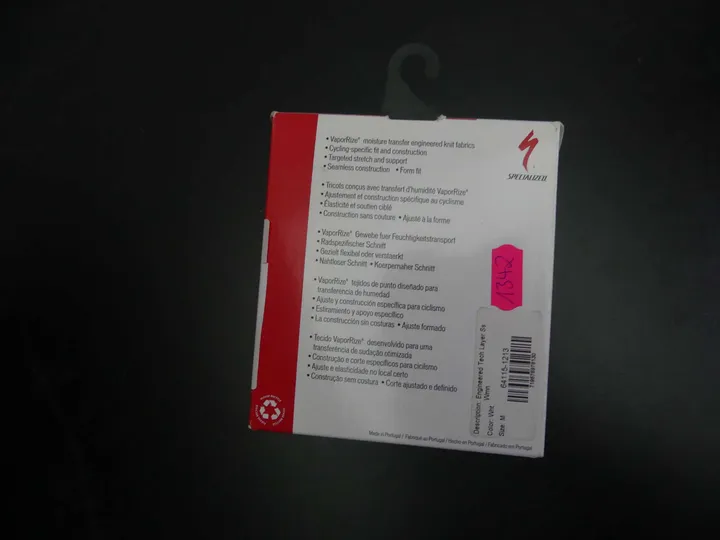 • VaporRize® moisture transfer engineered knit fabrics
• Cycling-specific fit and construction
• Targeted stretch and support
• Seamless construction • Form fit
• Tricots conçus avec transfert d'humidité VaporRize®
• Ajustement et construction spécifique au cyclisme
• Élasticité et soutien ciblé
• Construction sans couture • Ajusté à la forme
• VaporRize® Gewebe fuer Feuchtigkeitstransport
• Radspezifischer Schnitt
• Gezielt flexibel oder verstaerkt
• Nahtloser Schnitt • Koerpernaher Schnitt
• VaporRize® tejidos de punto diseñado para
transferencia de humedad
• Ajuste y construcción específica para ciclismo
• Estiramiento y apoyo específico
• La construcción sin costuras • Ajuste formado
• Tecido VaporRize® desenvolvido para uma
transferência de sudação otimizada
• Construção e corte específicos para ciclismo
• Ajuste e elasticidade no local certo
• Construção sem costura • Corte ajustado e definido
Made in Portugal / Fabriqué en Portugal / Hecho en Portugal / Fabricado em Portugal
SPECIALIZED
1342
Description: Engineered Tech Layer Ss
Wmn
Color: Wht
Size: M
64115-1213